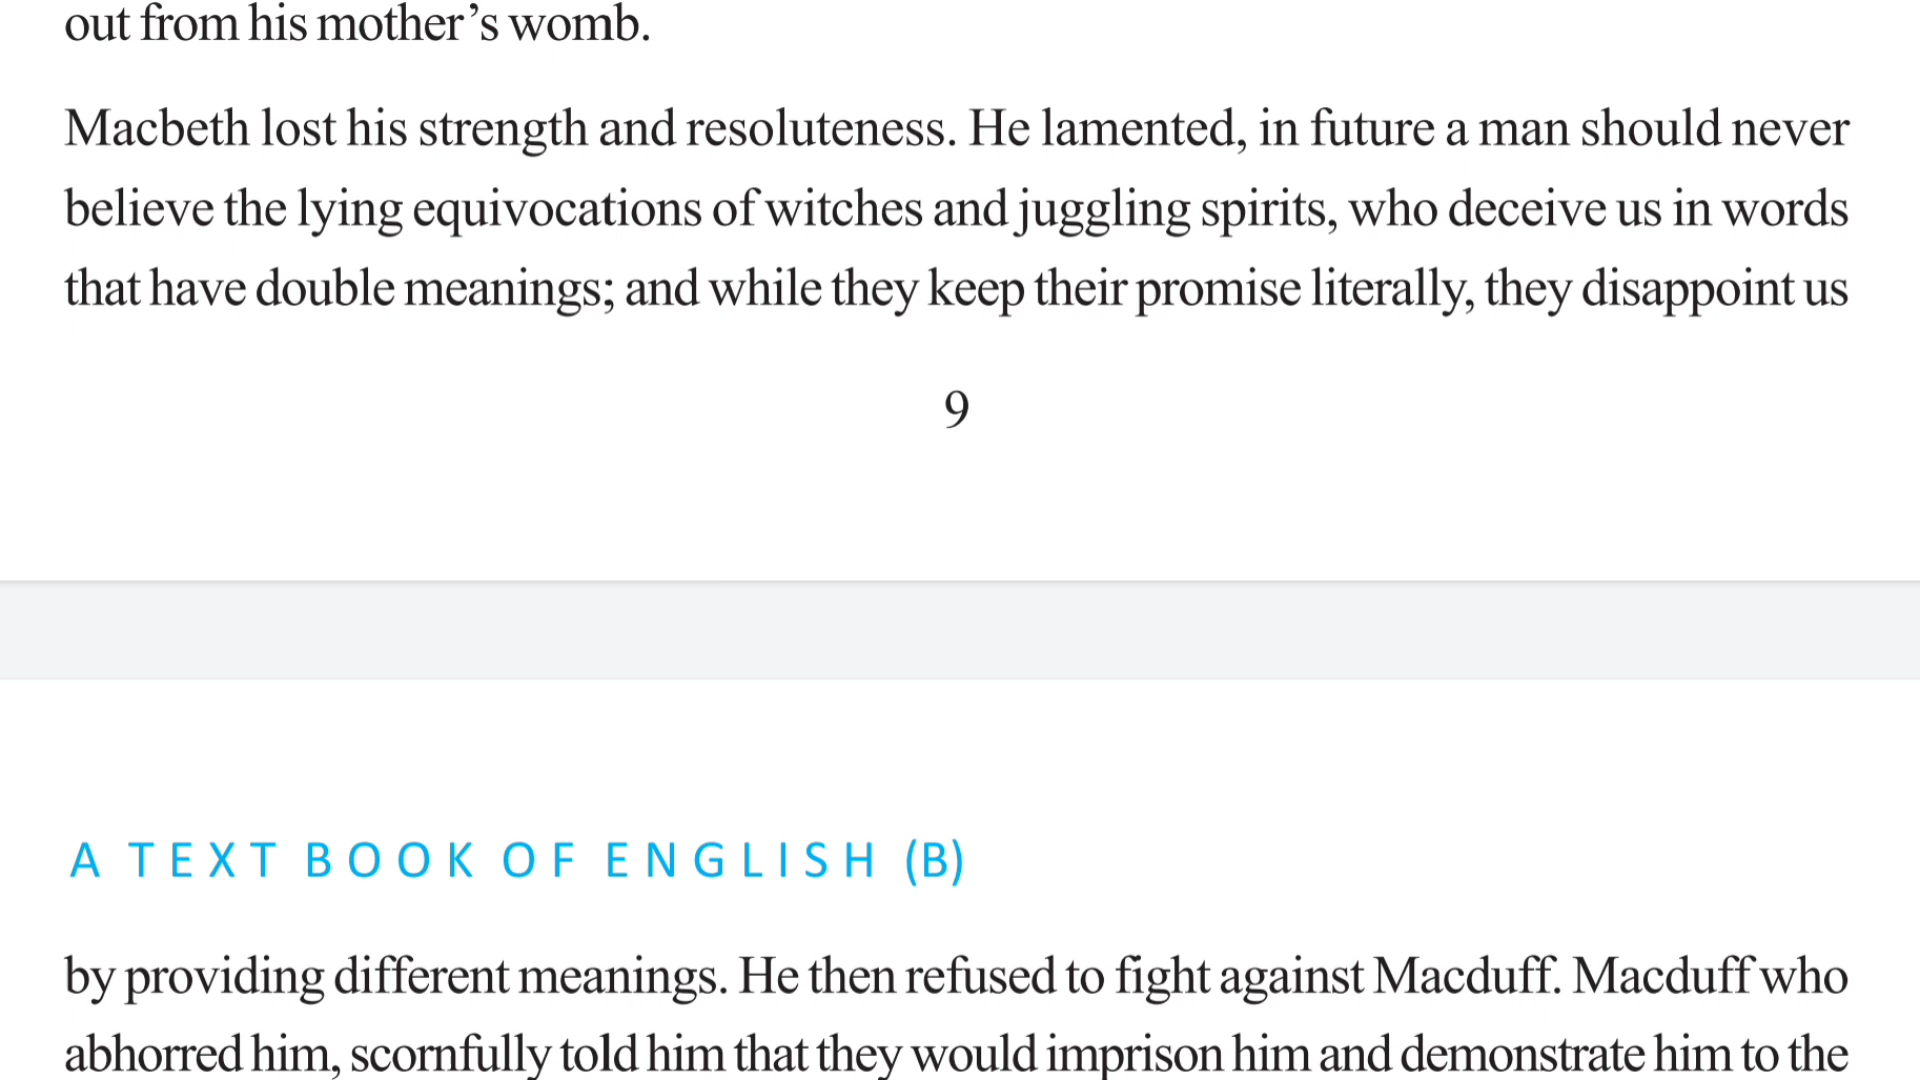 out from his mother’s womb.
Macbeth lost his strength and resoluteness. He lamented, in future a man should never
believe the lying equivocations of witches and juggling spirits, who deceive us in words
that have double meanings; and while they keep their promise literally, they disappoint us
9
A TEXT BOOK OF ENGLISH (B)
by providing different meanings. He then refused to fight against Macduff. Macduff who
abhorred him, scornfully told him that they would imprison him and demonstrate him to the